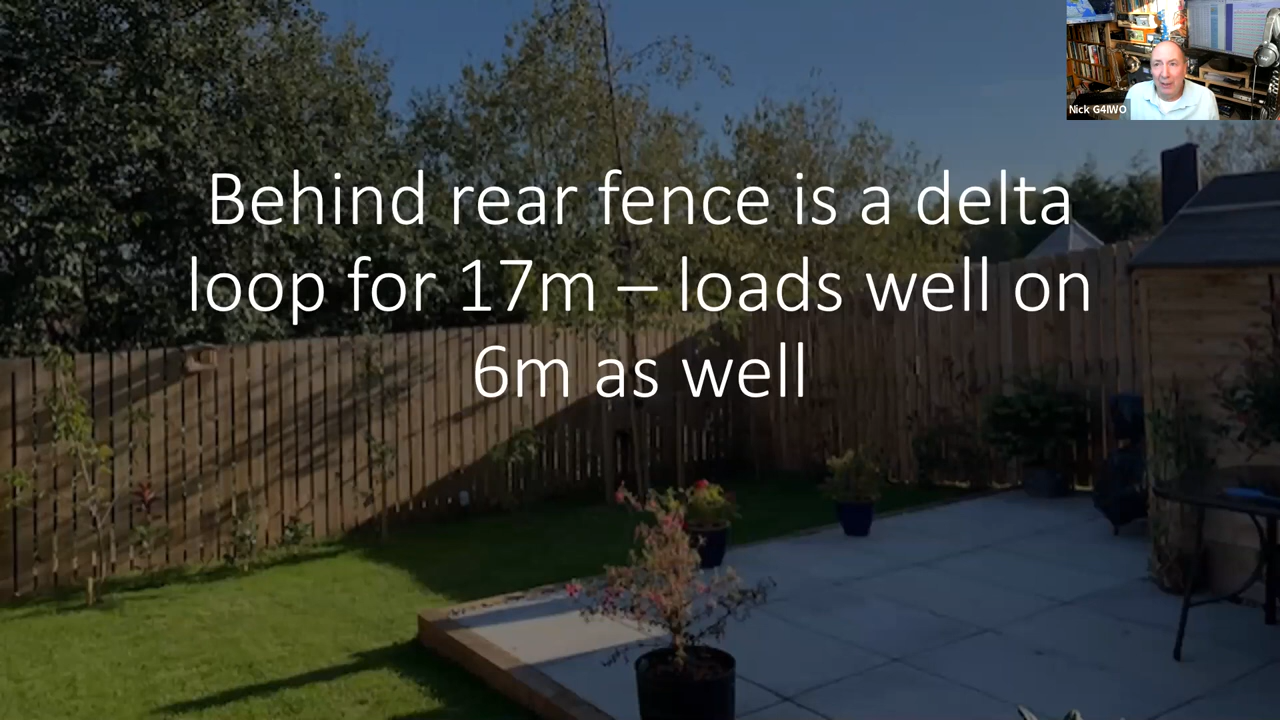 Nick G4IWO
Behind rear fence is a delta
loop for 17m – loads well on
6m as well